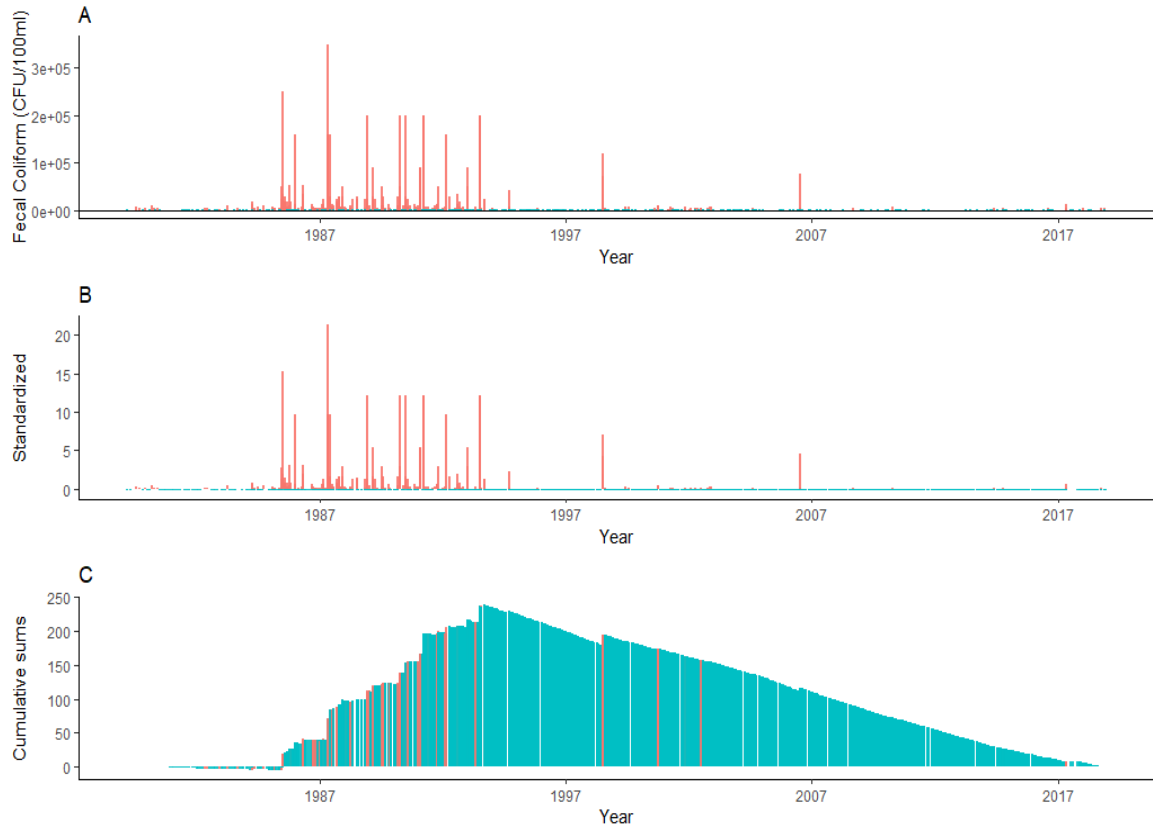 A
Fecal Coliform (CFU/100ml)
3e+05
2e+05
1e+05
0e+00
1987 1997 2007 2017
Year
B
Standardized
20
15
10
5
0
1987 1997 2007 2017
Year
C
Cumulative sums
250
200
150
100
50
0
1987 1997 2007 2017
Year